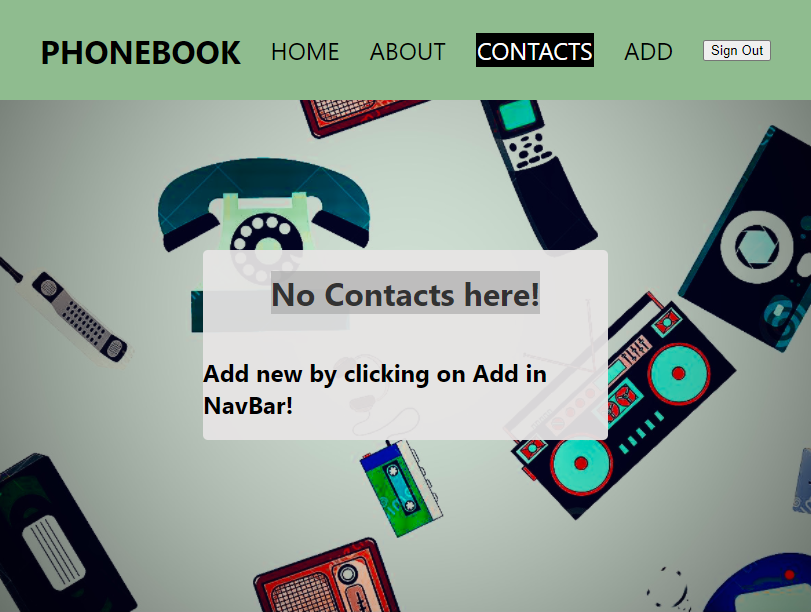 PHONEBOOK HOME ABOUT CONTACTS ADD Sign Out
No Contacts here!
Add new by clicking on Add in
NavBar!